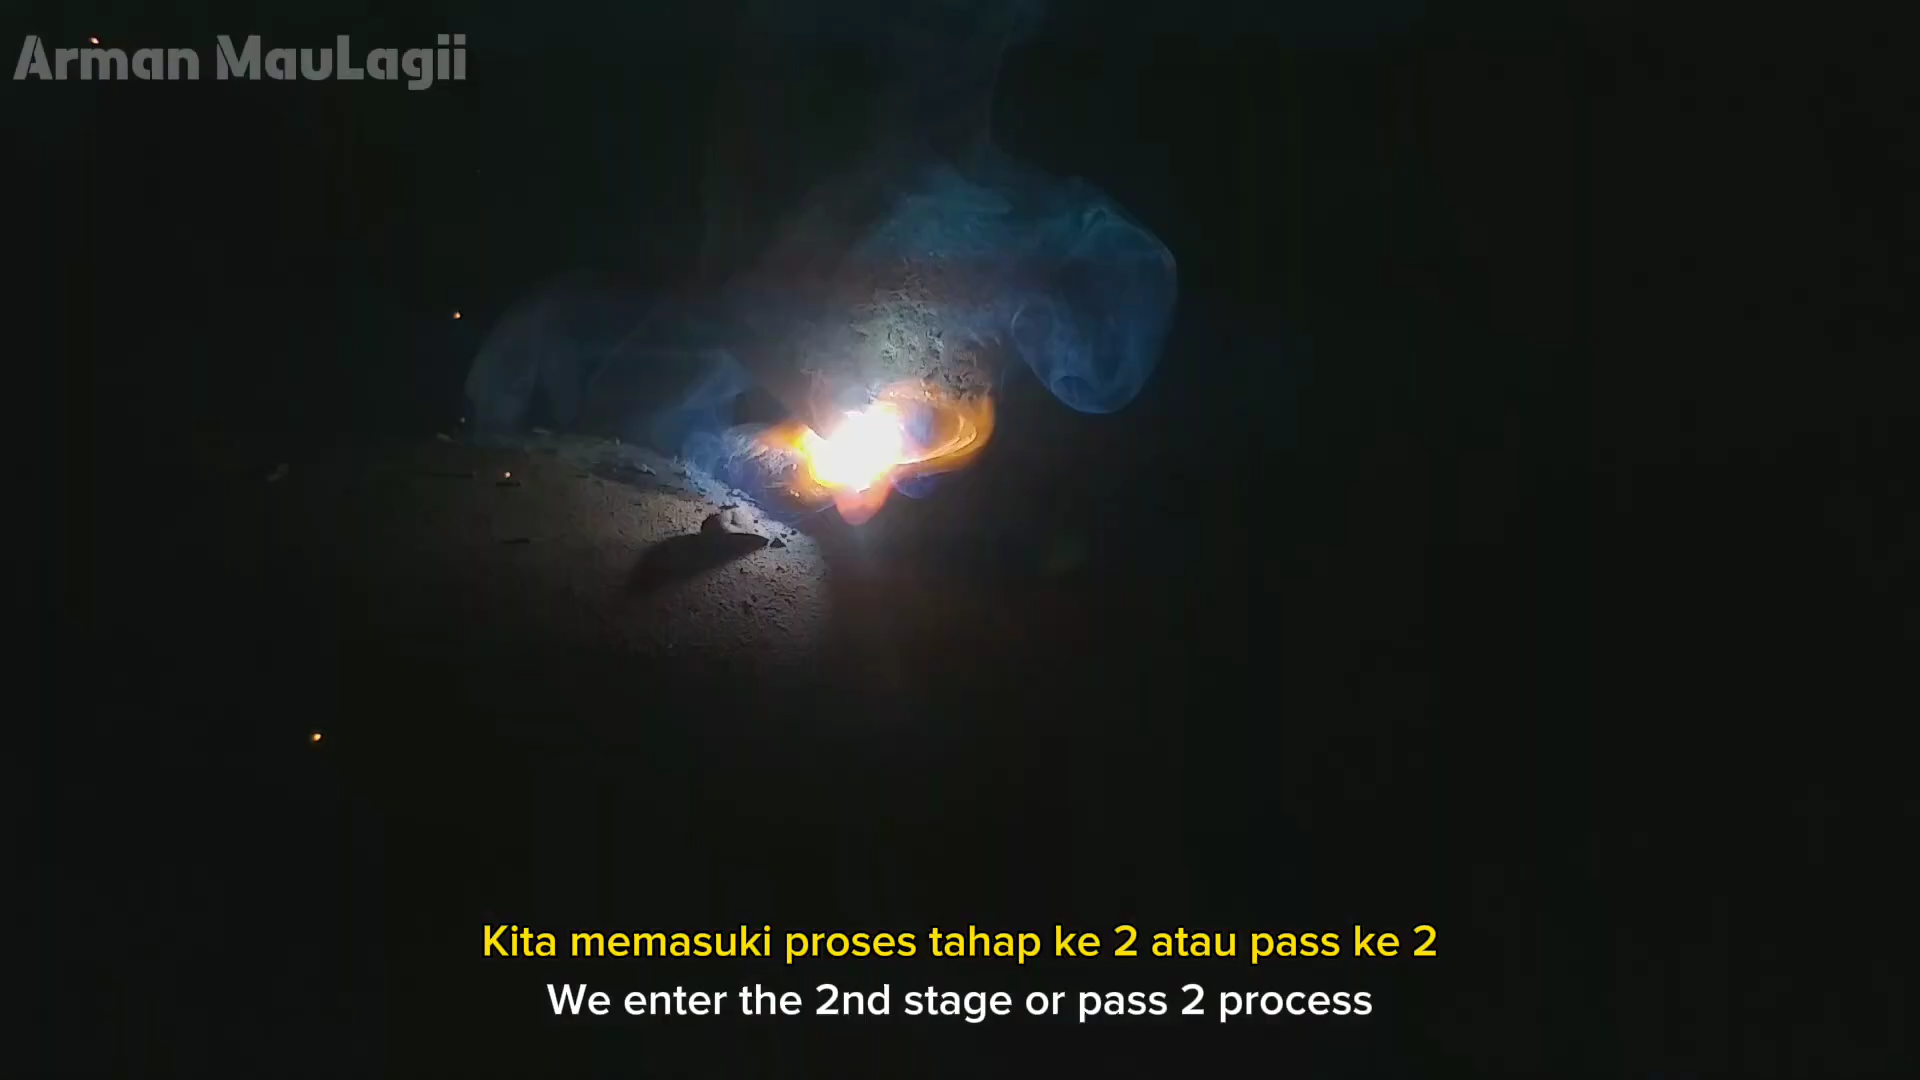 Arman MauLagii
Kita memasuki proses tahap ke 2 atau pass ke 2
We enter the 2nd stage or pass 2 process